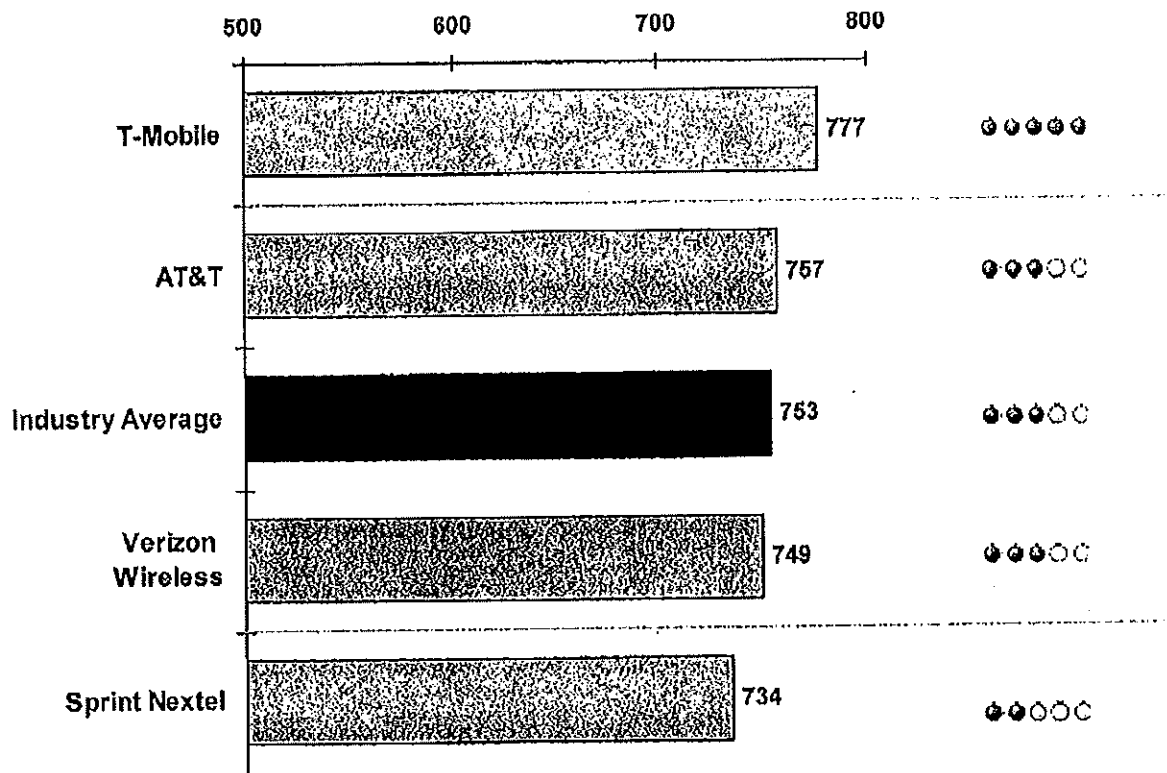 500 600 700 800
T-Mobile 777
AT&T 757
Industry Average 753
Verizon
Wireless 749
Sprint Nextel 734